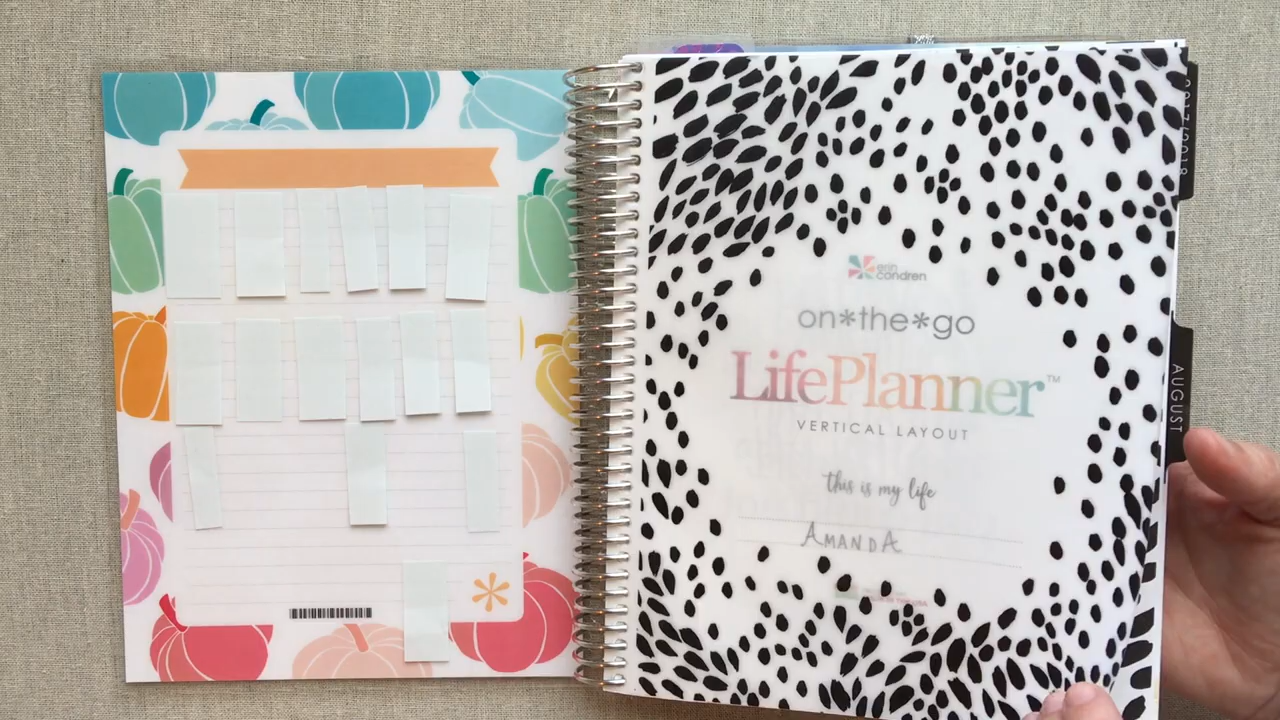 erin
condren
on*the*go
LifePlanner™
VERTICAL LAYOUT
this is my life
AMANDA
AUGUST